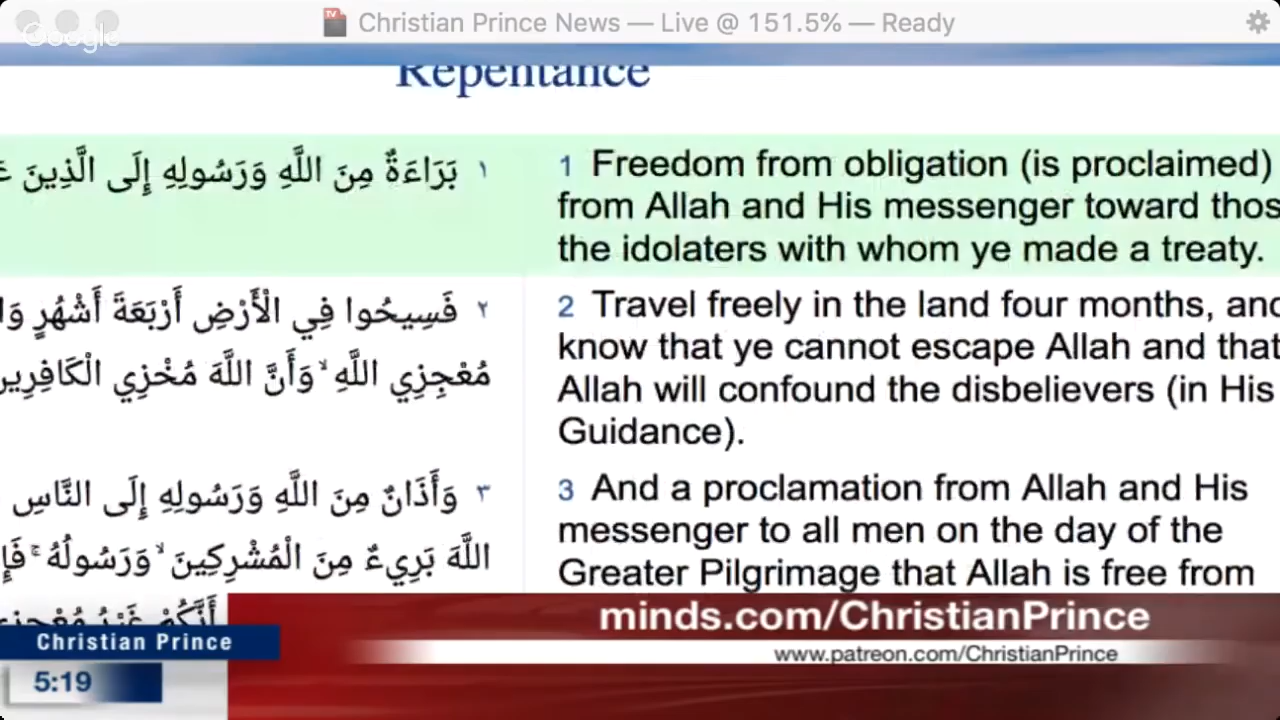 Christian Prince News — Live @ 151.5% — Ready
Google
Repentance
بَرَاءَةٌ مِنَ اللَّهِ وَرَسُولِهِ إِلَى الَّذِينَ ١
1 Freedom from obligation (is proclaimed)
from Allah and His messenger toward thos
the idolaters with whom ye made a treaty.
فَسِيحُوا فِي الْأَرْضِ أَرْبَعَةَ أَشْهُرٍ ٢
مُعْجِزِي اللَّهِ ۙ وَأَنَّ اللَّهَ مُخْزِي الْكَافِرِين
2 Travel freely in the land four months, and
know that ye cannot escape Allah and that
Allah will confound the disbelievers (in His
Guidance).
وَأَذَانٌ مِنَ اللَّهِ وَرَسُولِهِ إِلَى النَّاسِ ٣
اللَّهَ بَرِيءٌ مِنَ الْمُشْرِكِينَ ۙ وَرَسُولُهُ ۚ فَإِ
أَنَّكُمْ غَيْرُ مُعْجِزِي
3 And a proclamation from Allah and His
messenger to all men on the day of the
Greater Pilgrimage that Allah is free from
minds.com/ChristianPrince
www.patreon.com/ChristianPrince
Christian Prince
5:19